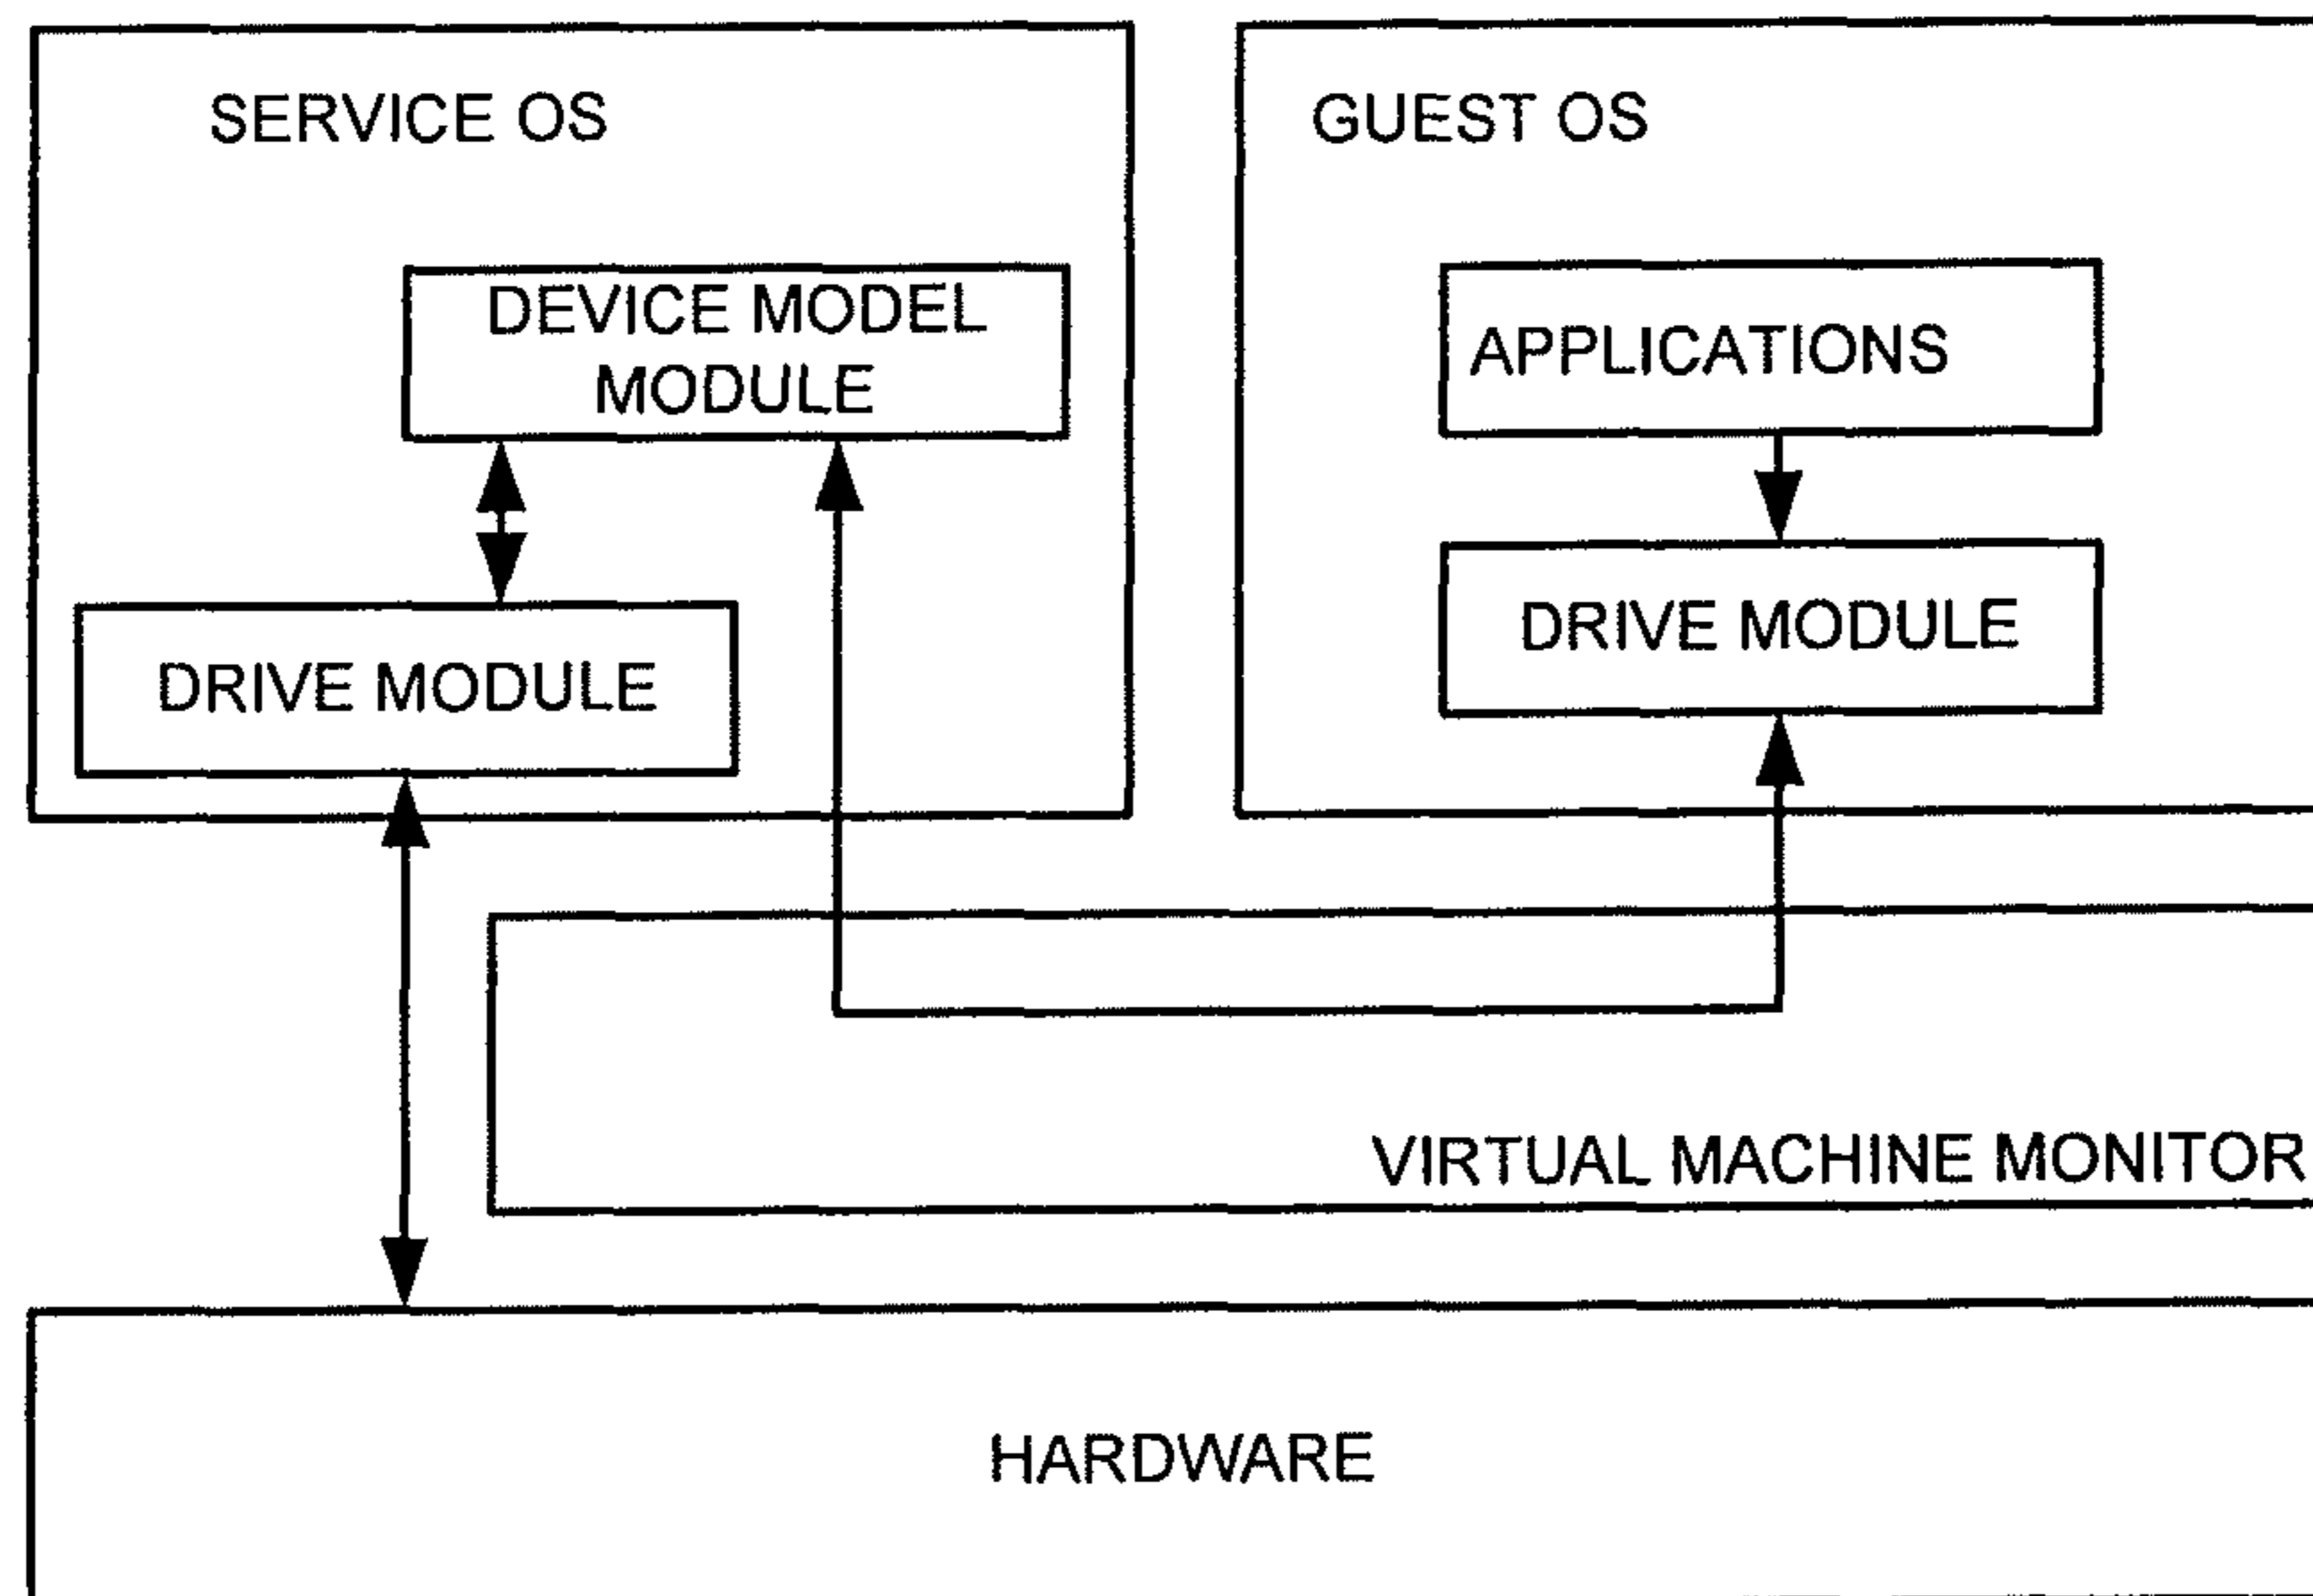 SERVICE OS
GUEST OS
DEVICE MODEL
MODULE
APPLICATIONS
DRIVE MODULE
DRIVE MODULE
VIRTUAL MACHINE MONITOR
HARDWARE